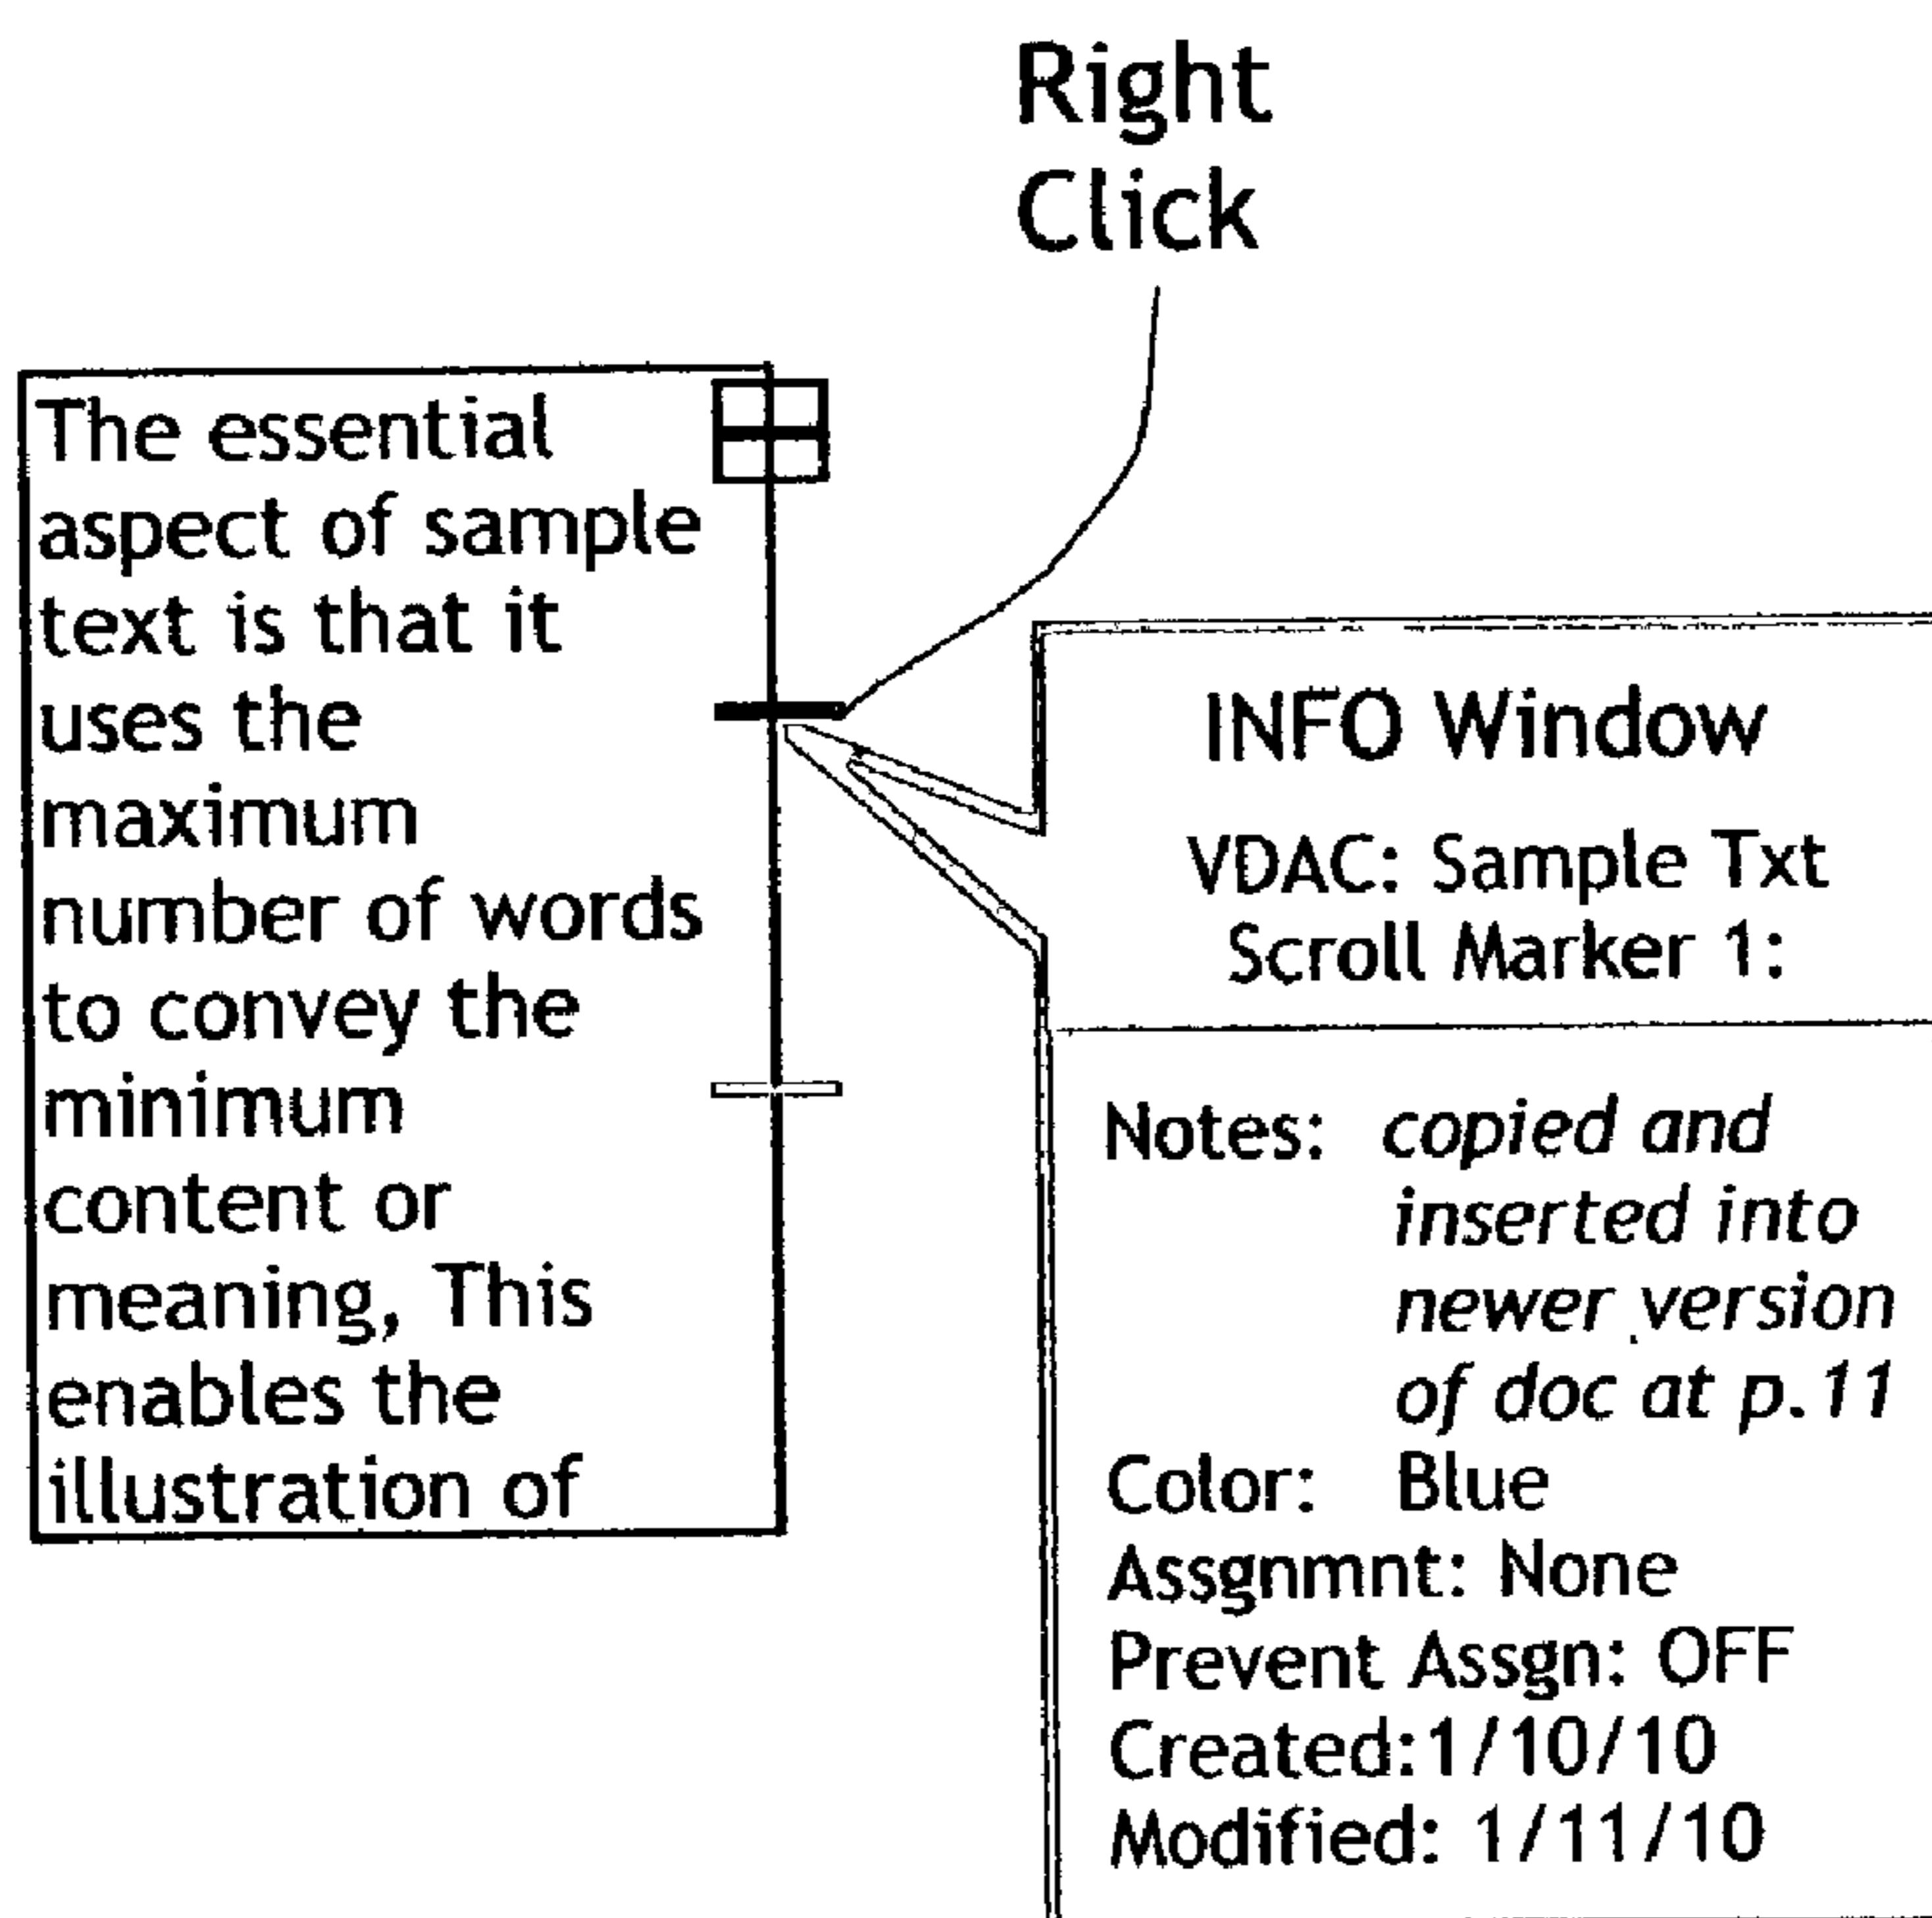 Right
Click
The essential
aspect of sample
text is that it
uses the
maximum
number of words
to convey the
minimum
content or
meaning, This
enables the
illustration of
INFO Window
VDAC: Sample Txt
Scroll Marker 1:
Notes: copied and
inserted into
newer version
of doc at p.11
Color: Blue
Assgnmnt: None
Prevent Assgn: OFF
Created:1/10/10
Modified: 1/11/10